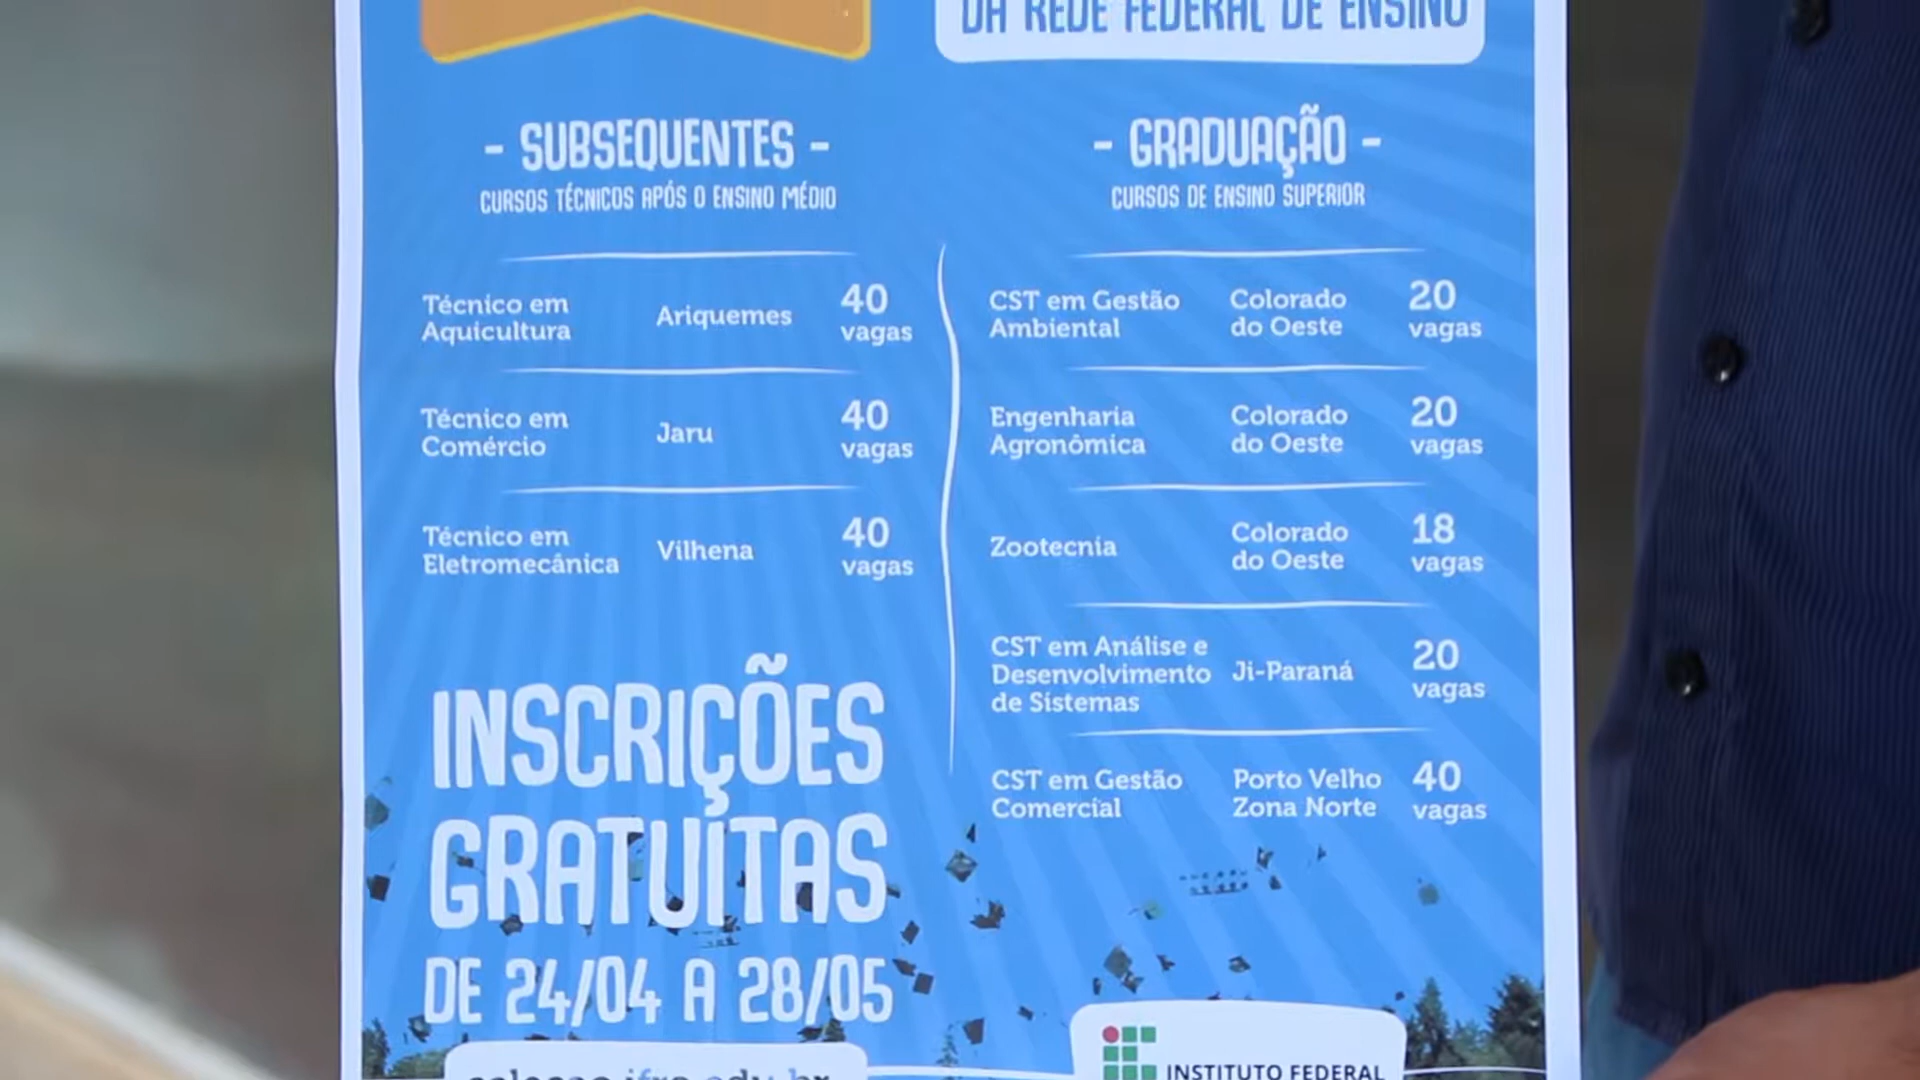 DA REDE FEDERAL DE ENSINO
- SUBSEQUENTES -
CURSOS TÉCNICOS APÓS O ENSINO MÉDIO
Técnico em
Aquicultura
Ariquemes
40
vagas
Técnico em
Comércio
Jaru
40
vagas
Técnico em
Eletromecânica
Vilhena
40
vagas
INSCRIÇÕES
GRATUÍTAS
DE 24/04 A 28/05
- GRADUAÇÃO -
CURSOS DE ENSINO SUPERIOR
CST em Gestão
Ambiental
Colorado
do Oeste
20
vagas
Engenharia
Agronômica
Colorado
do Oeste
20
vagas
Zootecnia
Colorado
do Oeste
18
vagas
CST em Análise e
Desenvolvimento
de Sistemas
Ji-Paraná
20
vagas
CST em Gestão
Comercial
Porto Velho
Zona Norte
40
vagas
INSTITUTO FEDERAL